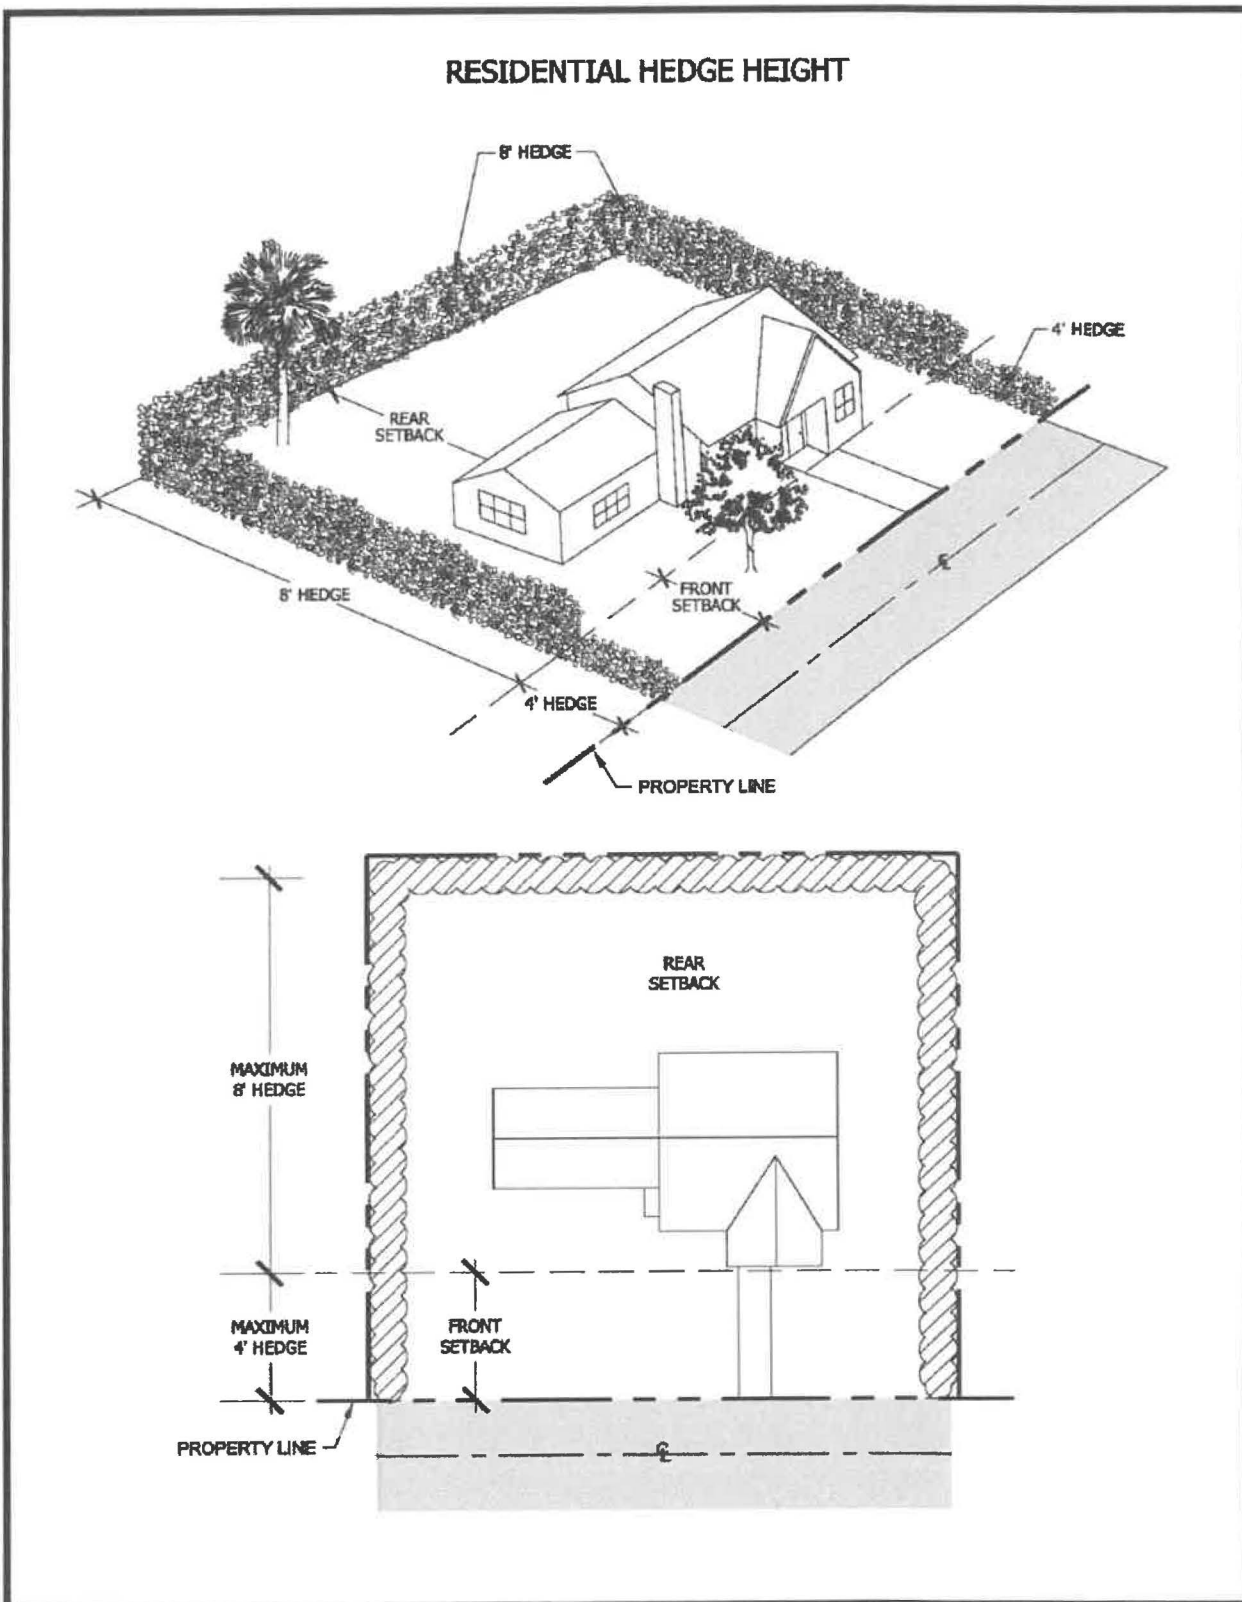 RESIDENTIAL HEDGE HEIGHT
8' HEDGE
4' HEDGE
REAR
SETBACK
8' HEDGE
FRONT
SETBACK
℄
4' HEDGE
PROPERTY LINE
REAR
SETBACK
MAXIMUM
8' HEDGE
MAXIMUM
4' HEDGE
FRONT
SETBACK
PROPERTY LINE
℄